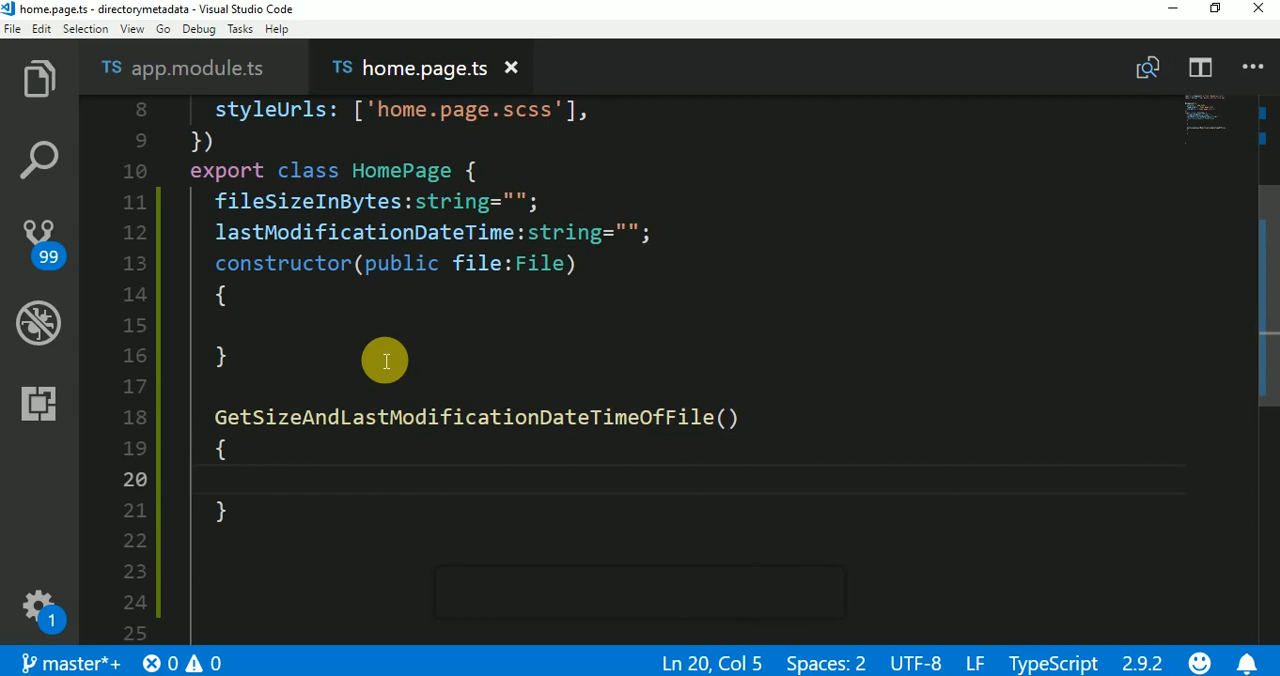 home.page.ts - directorymetadata - Visual Studio Code
File Edit Selection View Go Debug Tasks Help
TS app.module.ts TS home.page.ts
8 styleUrls: ['home.page.scss'],
9 })
10 export class HomePage {
11 fileSizeInBytes:string="";
12 lastModificationDateTime:string="";
13 constructor(public file:File)
14 {
15
16 }
17
18 GetSizeAndLastModificationDateTimeOfFile()
19 {
20
21 }
22
23
24
25
99
1
master*+ 0 0 Ln 20, Col 5 Spaces: 2 UTF-8 LF TypeScript 2.9.2